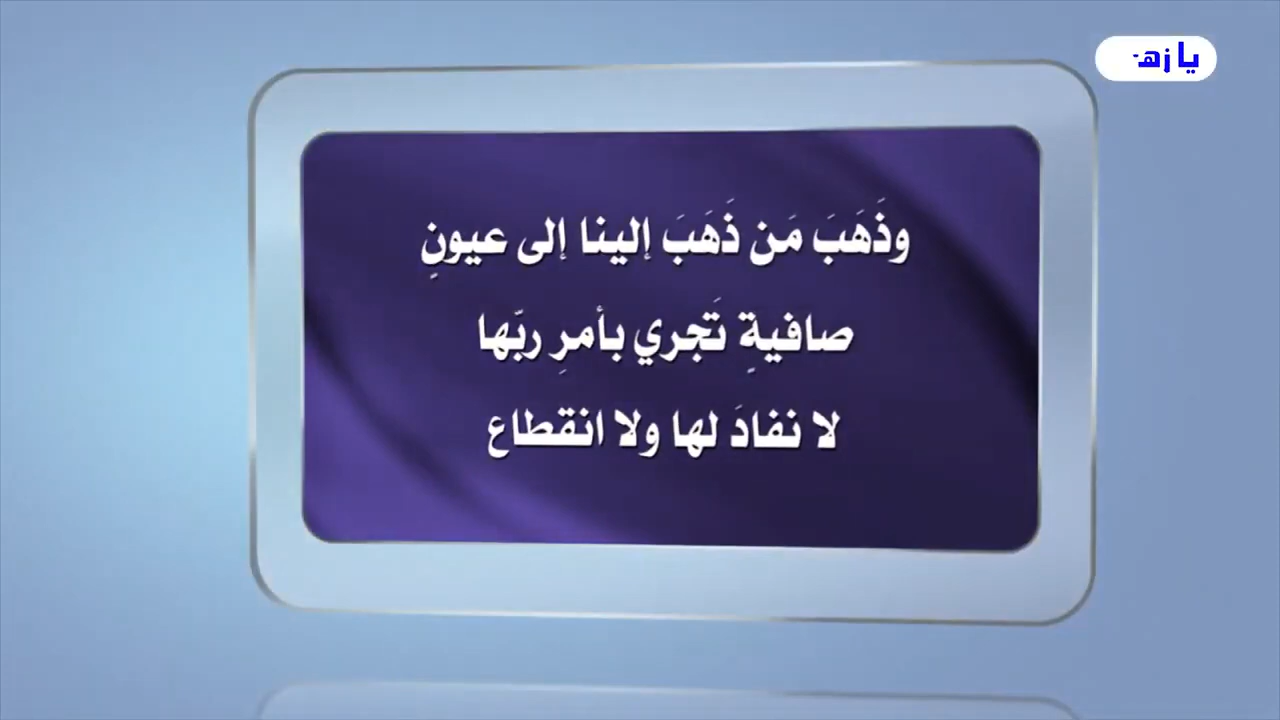 يا زهـ
وذَهَبَ مَن ذَهَبَ إلينا إلى عيونٍ
صافيةٍ تَجري بأمرِ ربّها
لا نفادَ لها ولا انقطاع